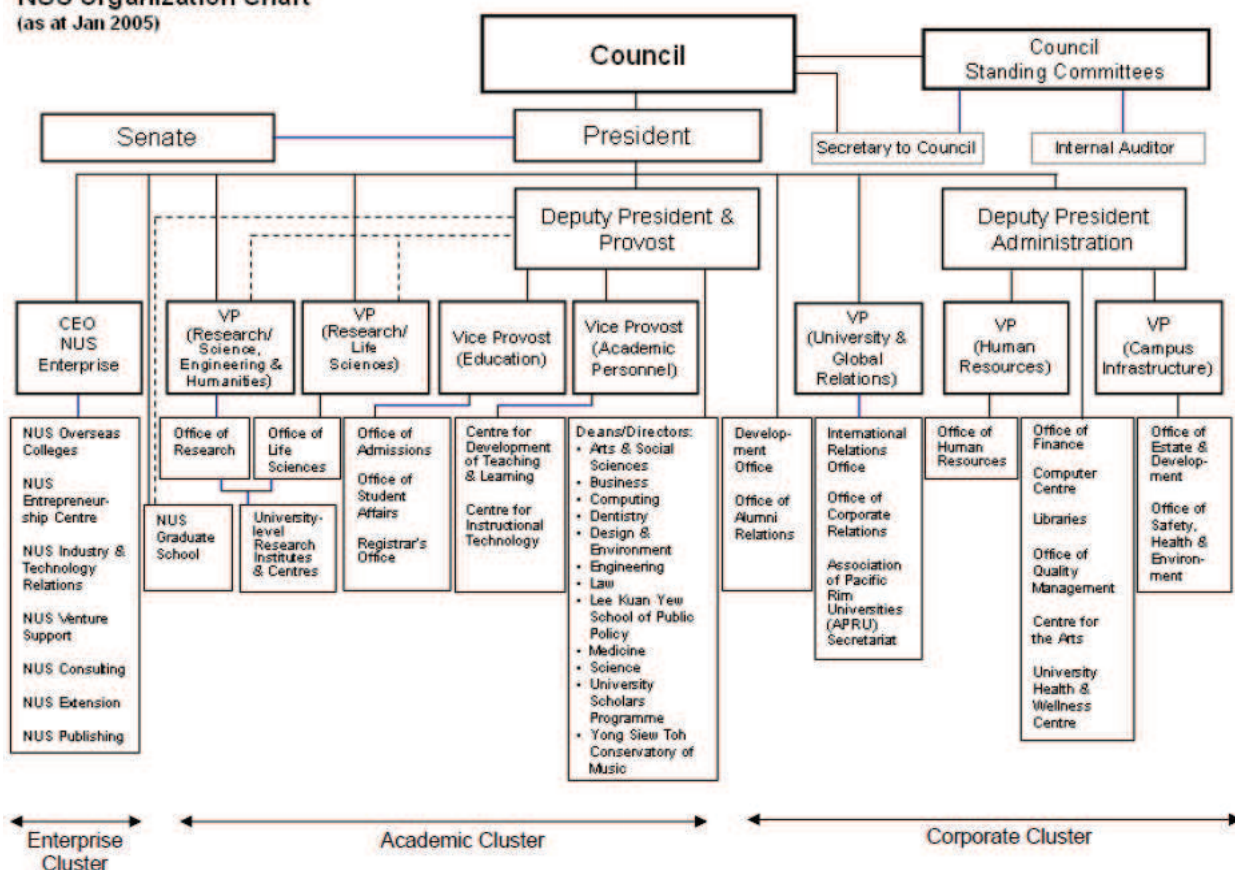 NUS Organization Chart
(as at Jan 2005)
Council
Council
Standing Committees
Senate
President
Secretary to Council
Internal Auditor
Deputy President &
Provost
Deputy President
Administration
CEO
NUS
Enterprise
VP
(Research/
Science,
Engineering &
Humanities)
VP
(Research/
Life
Sciences)
Vice Provost
(Education)
Vice Provost
(Academic
Personnel)
VP
(University &
Global
Relations)
VP
(Human
Resources)
VP
(Campus
Infrastructure)
NUS Overseas
Colleges
NUS
Entrepreneur-
ship Centre
NUS Industry &
Technology
Relations
NUS Venture
Support
NUS Consulting
NUS Extension
NUS Publishing
Office of
Research
Office of
Life
Sciences
NUS
Graduate
School
University-
level
Research
Institutes
& Centres
Office of
Admissions
Office of
Student
Affairs
Registrar's
Office
Centre for
Development
of Teaching
& Learning
Centre for
Instructional
Technology
Deans/Directors:
• Arts & Social
Sciences
• Business
• Computing
• Dentistry
• Design &
Environment
• Engineering
• Law
• Lee Kuan Yew
School of Public
Policy
• Medicine
• Science
• University
Scholars
Programme
• Yong Siew Toh
Conservatory of
Music
Develop-
ment
Office
Office of
Alumni
Relations
International
Relations
Office
Office of
Corporate
Relations
Association
of Pacific
Rim
Universities
(APRU)
Secretariat
Office of
Human
Resources
Office of
Finance
Computer
Centre
Libraries
Office of
Quality
Management
Centre for
the Arts
University
Health &
Wellness
Centre
Office of
Estate &
Develop-
ment
Office of
Safety,
Health &
Environ-
ment
Enterprise
Cluster
Academic Cluster
Corporate Cluster